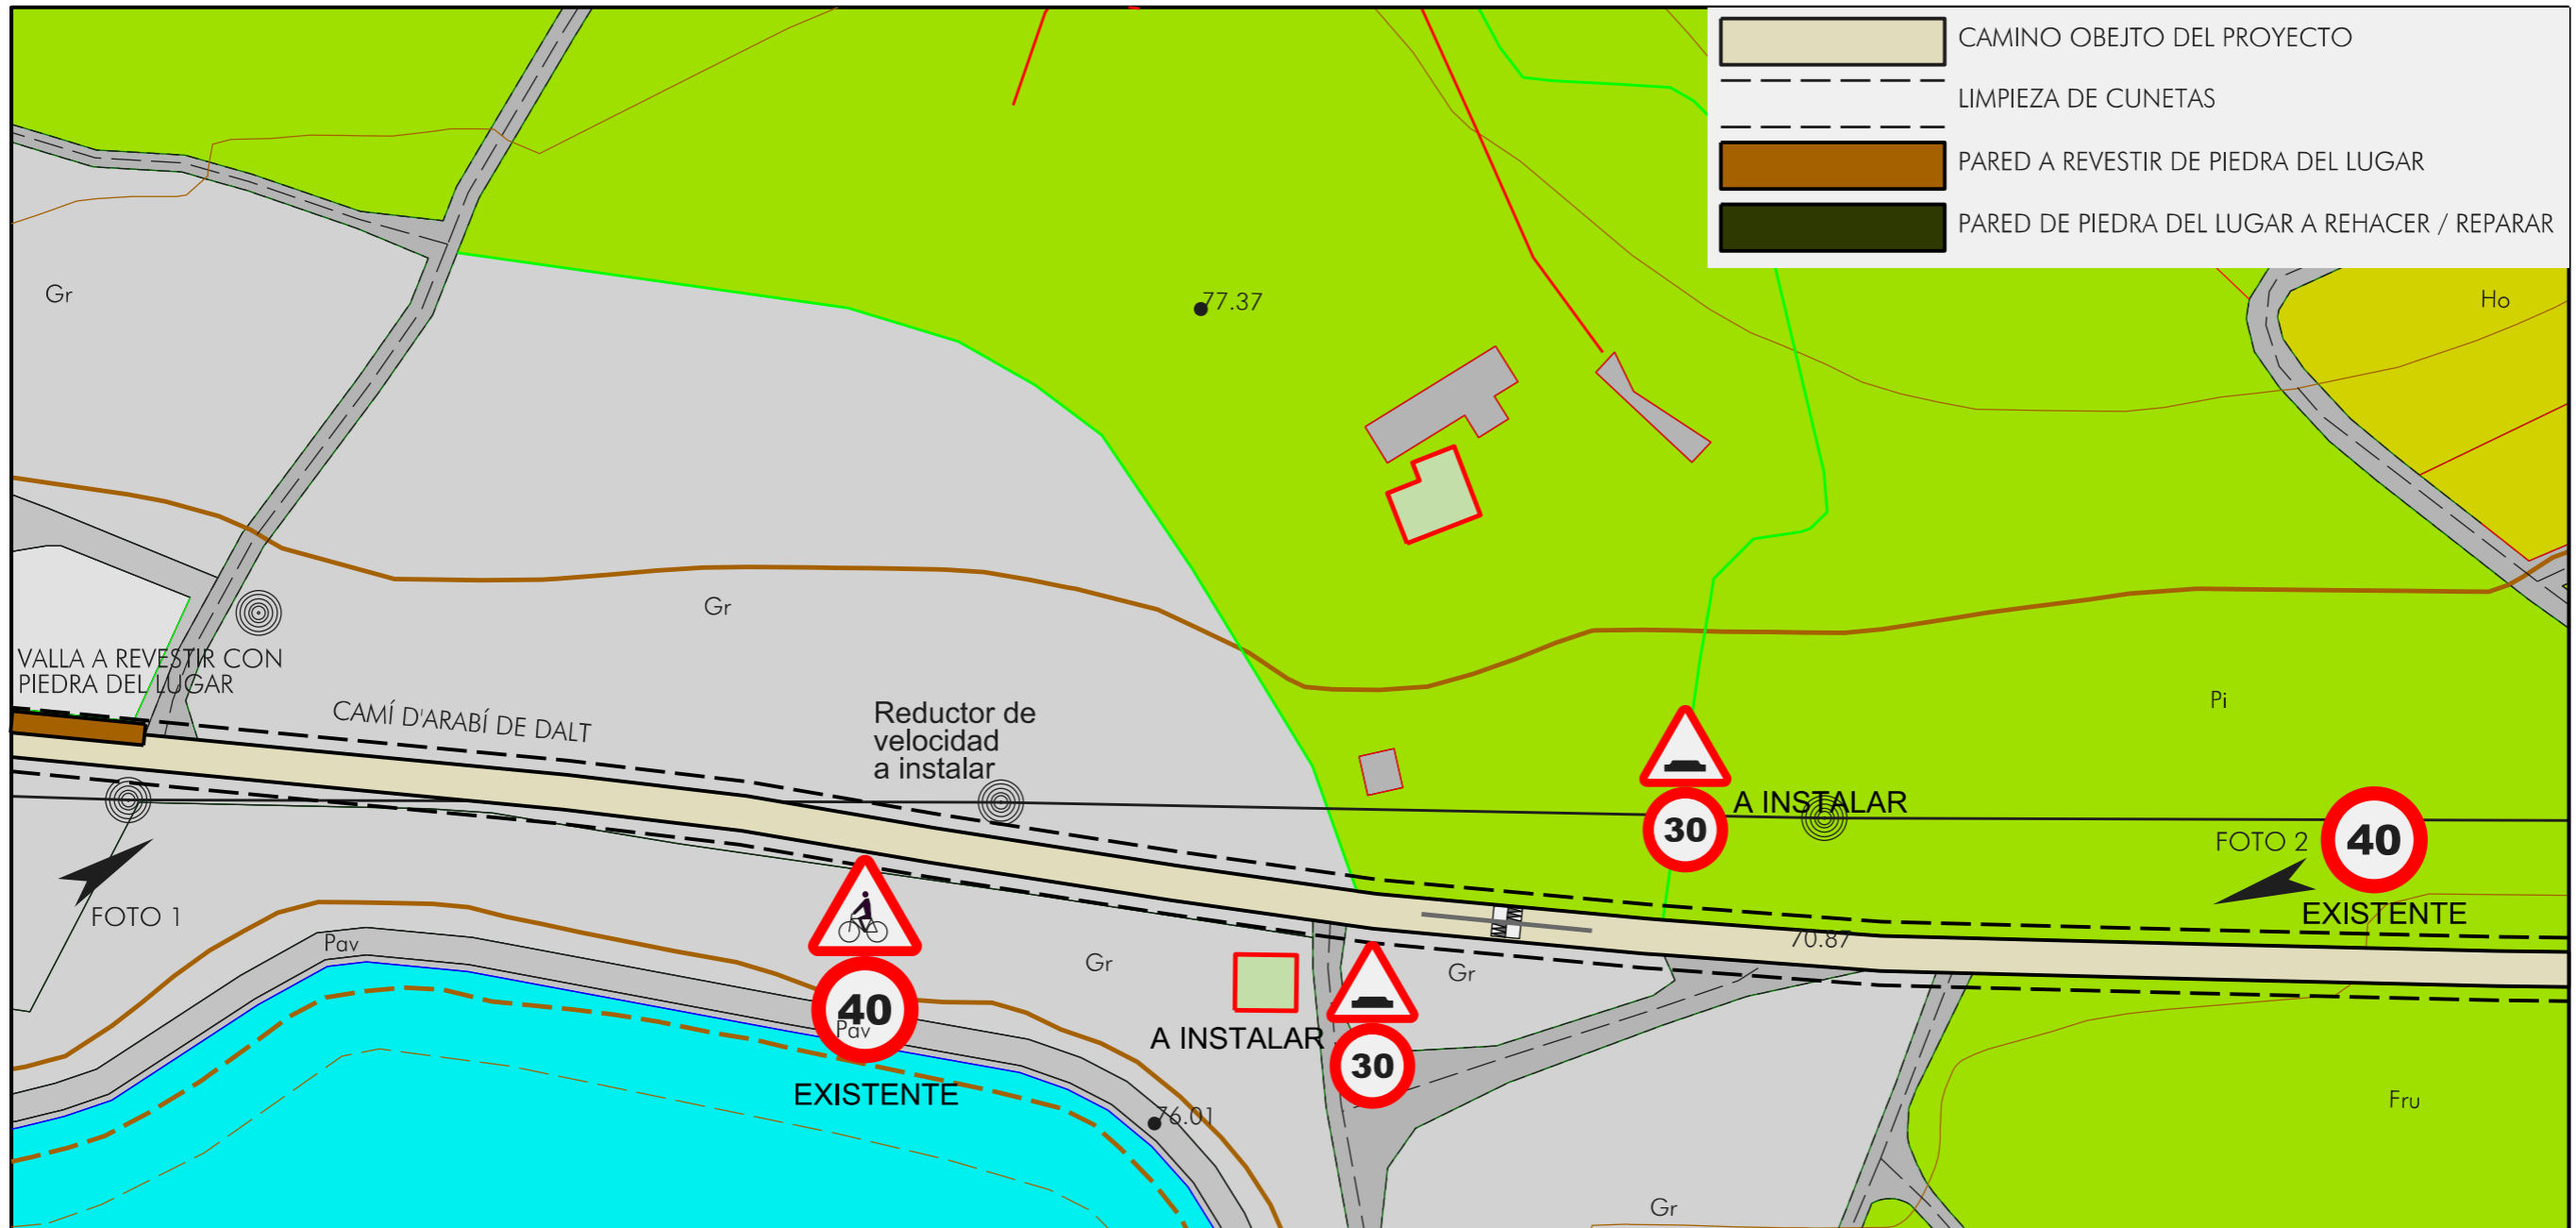 CAMINO OBEJTO DEL PROYECTO
LIMPIEZA DE CUNETAS
PARED A REVESTIR DE PIEDRA DEL LUGAR
PARED DE PIEDRA DEL LUGAR A REHACER / REPARAR
Gr
77.37
Ho
Gr
VALLA A REVESTIR CON
PIEDRA DEL LUGAR
CAMÍ D'ARABÍ DE DALT
Reductor de
velocidad
a instalar
Pi
A INSTALAR
30
FOTO 2
40
EXISTENTE
FOTO 1
Pav
70.87
Gr
Gr
40
Pav
A INSTALAR
30
EXISTENTE
76.01
Fru
Gr